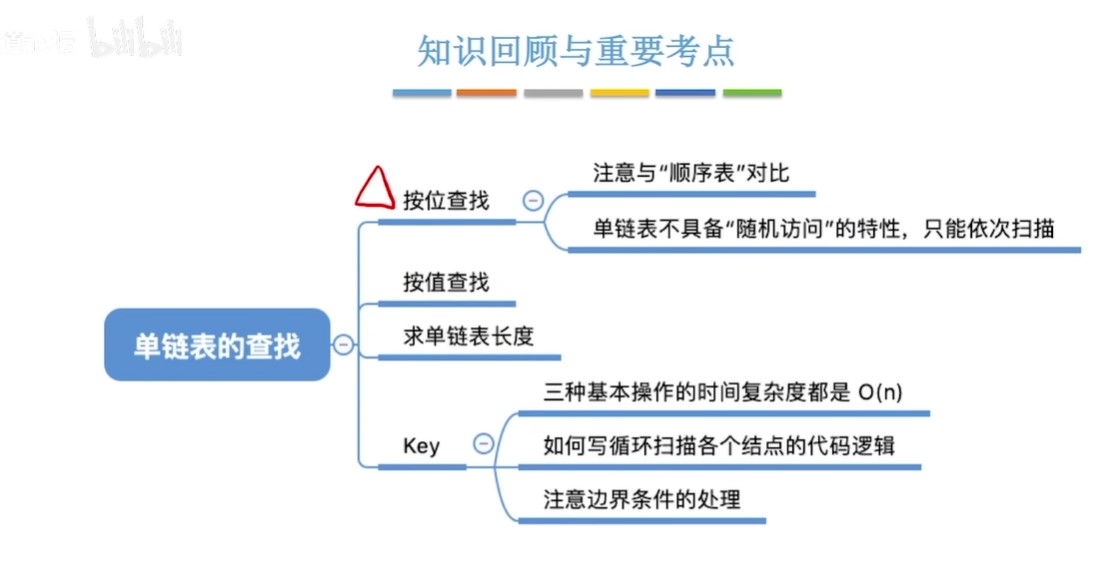 bilibili
知识回顾与重要考点
按位查找
注意与“顺序表”对比
单链表不具备“随机访问”的特性，只能依次扫描
按值查找
单链表的查找
求单链表长度
Key
三种基本操作的时间复杂度都是 O(n)
如何写循环扫描各个结点的代码逻辑
注意边界条件的处理